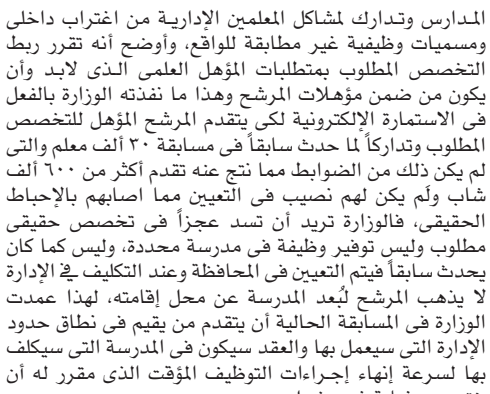 المدارس وتدارك لمشاكل المعلمين الإدارية من اغتراب داخلى
ومسميات وظيفية غير مطابقة للواقع، وأوضح أنه تقرر ربط
التخصص المطلوب بمتطلبات المؤهل العلمى الذى لابد وأن
يكون من ضمن مؤهلات المرشح وهذا ما نفذته الوزارة بالفعل
فى الاستمارة الإلكترونية لكى يتقدم المرشح المؤهل للتخصص
المطلوب وتداركاً لما حدث سابقاً فى مسابقة ٣٠ ألف معلم والتى
لم يكن ذلك من الضوابط مما نتج عنه تقدم أكثر من ٦٠٠ ألف
شاب ولَم يكن لهم نصيب فى التعيين مما اصابهم بالإحباط
الحقيقى، فالوزارة تريد أن تسد عجزاً فى تخصص حقيقى
مطلوب وليس توفير وظيفة فى مدرسة محددة، وليس كما كان
يحدث سابقاً فيتم التعيين فى المحافظة وعند التكليف في الإدارة
لا يذهب المرشح لبُعد المدرسة عن محل إقامته، لهذا عمدت
الوزارة فى المسابقة الحالية أن يتقدم من يقيم فى نطاق حدود
الإدارة التى سيعمل بها والعقد سيكون فى المدرسة التى سيكلف
بها لسرعة إنهاء إجراءات التوظيف المؤقت الذى مقرر له أن